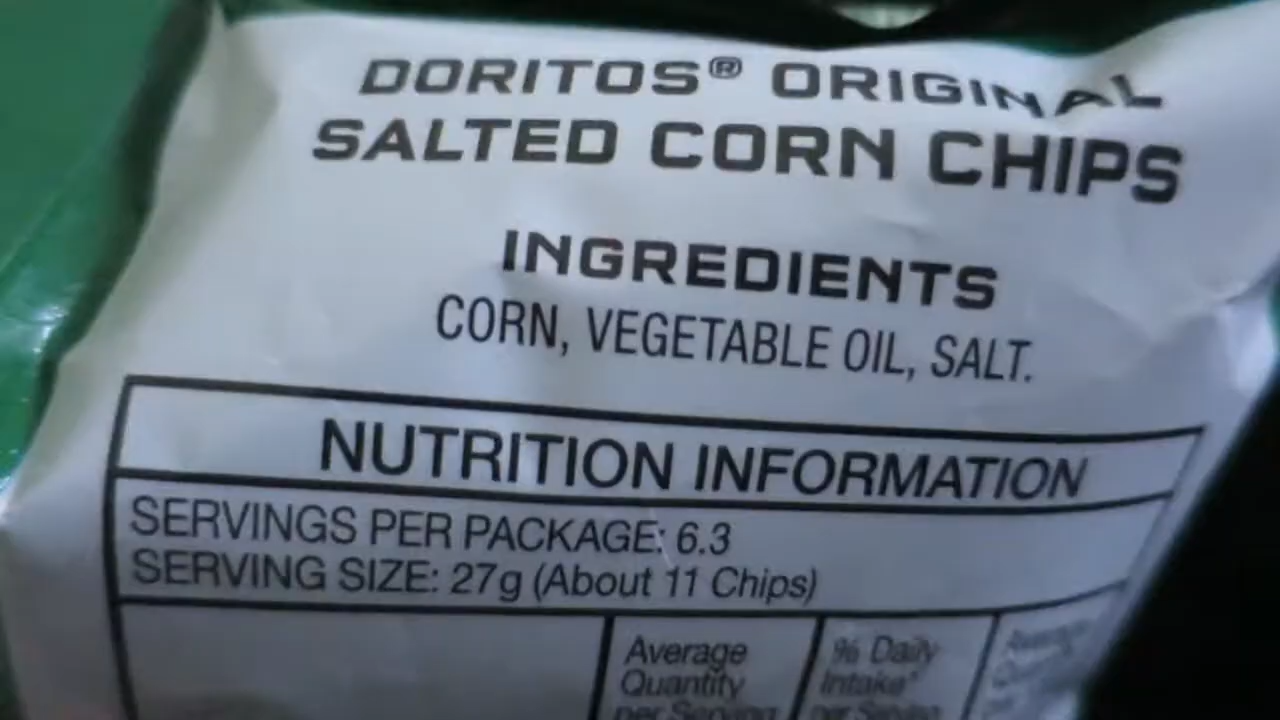 DORITOS® ORIGINAL
SALTED CORN CHIPS
INGREDIENTS
CORN, VEGETABLE OIL, SALT.
NUTRITION INFORMATION
SERVINGS PER PACKAGE: 6.3
SERVING SIZE: 27g (About 11 Chips)
Average % Daily Average
Quantity Intake*
per Serving per Serving